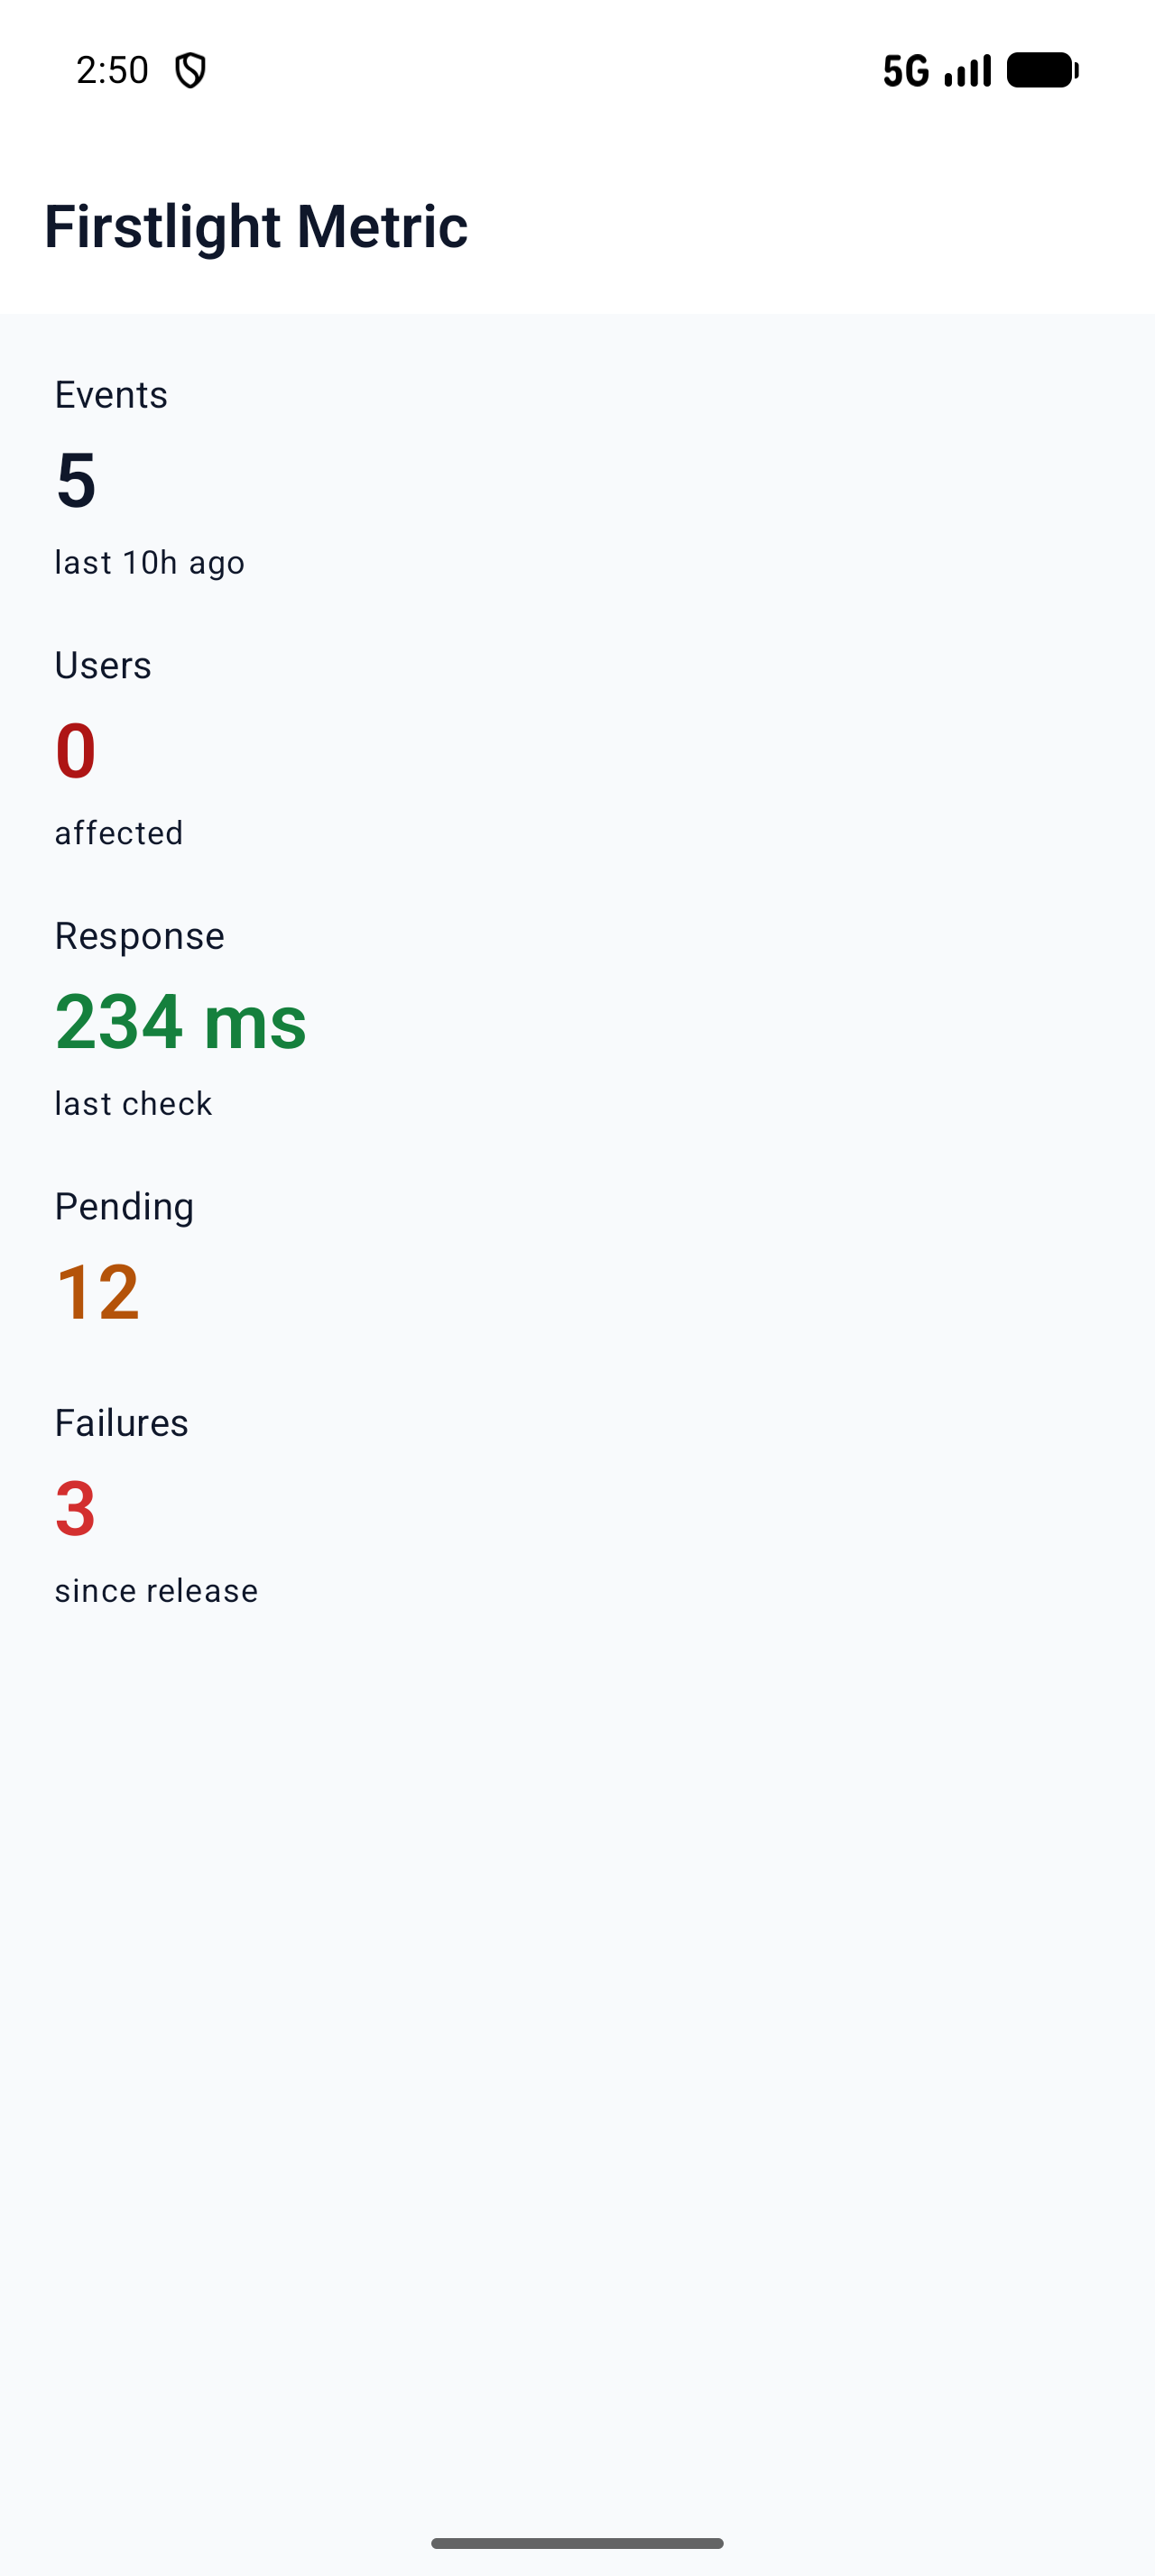 2:50 5G
Firstlight Metric
Events
5
last 10h ago
Users
0
affected
Response
234 ms
last check
Pending
12
Failures
3
since release